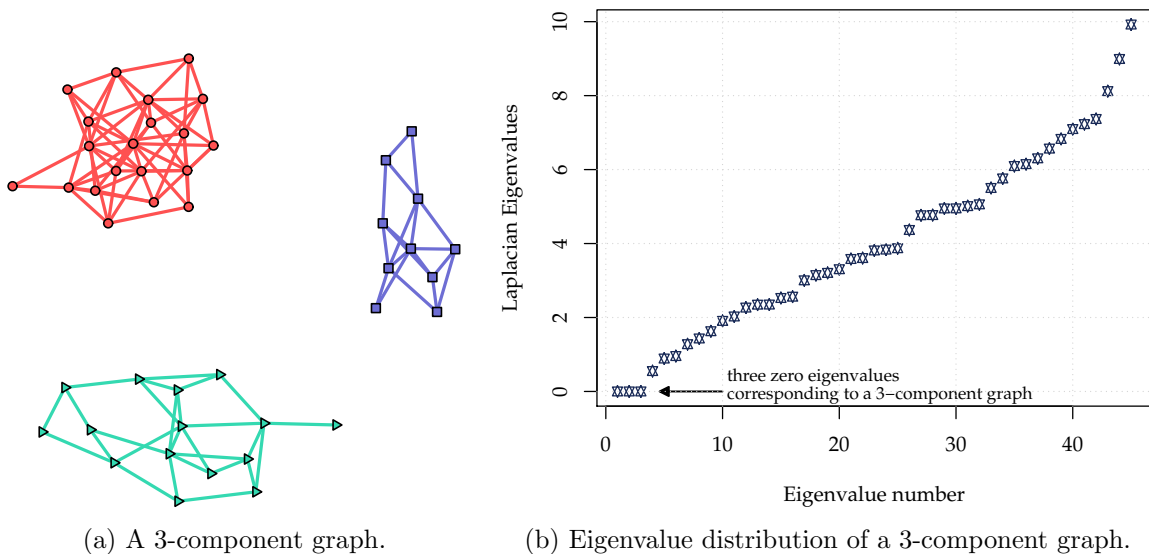 10
8
6
4
2
0
Laplacian Eigenvalues
three zero eigenvalues
corresponding to a 3−component graph
0 10 20 30 40
Eigenvalue number
(a) A 3-component graph.
(b) Eigenvalue distribution of a 3-component graph.